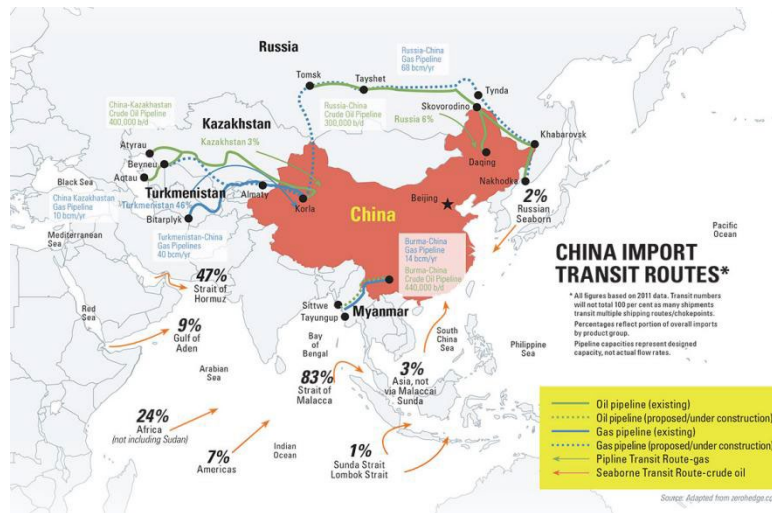 Russia
Russia-China
Gas Pipeline
68 bcm/yr
Tomsk
Tayshet
Tynda
China-Kazakhastan
Crude Oil Pipeline
400,000 b/d
Russia-China
Crude Oil Pipeline
300,000 b/d
Skovorodino
Russia 6%
Kazakhstan
Kazakhstan 3%
Khabarovsk
Atyrau
Beyneu
Aqtau
Daqing
Nakhodke
Black Sea
Turkmenistan
Almaty
Korla
China
Beijing
2%
Russian
Seaborn
China Kazakhstan
Gas Pipeline
10 bcm/yr
Turkmenistan 46%
Bitarplyk
Mediterranean
Sea
Turkmenistan-China
Gas Pipelines
40 bcm/yr
Burma-China
Gas Pipeline
14 bcm/yr
Burma-China
Crude Oil Pipeline
440,000 b/d
Pacific
Ocean
CHINA IMPORT
TRANSIT ROUTES*
* All figures based on 2011 data. Transit numbers
will not total 100 per cent as many shipments
transit multiple shipping routes/chokepoints.
Percentages reflect portion of overall imports
by product group.
Pipeline capacities represent designed
capacity, not actual flow rates.
47%
Strait of
Hormuz
Red
Sea
9%
Gulf of
Aden
Sittwe
Tayungup
Myanmar
Bay
of
Bengal
South
China
Sea
Philippine
Sea
Arabian
Sea
83%
Strait of
Malacca
3%
Asia, not
via Malaccai
Sunda
24%
Africa
(not including Sudan)
7%
Americas
Indian
Ocean
1%
Sunda Strait
Lombok Strait
Oil pipeline (existing)
Oil pipeline (proposed/under construction)
Gas pipeline (existing)
Gas pipeline (proposed/under construction)
Pipline Transit Route-gas
Seaborne Transit Route-crude oil
Source: Adapted from zerohedge.co